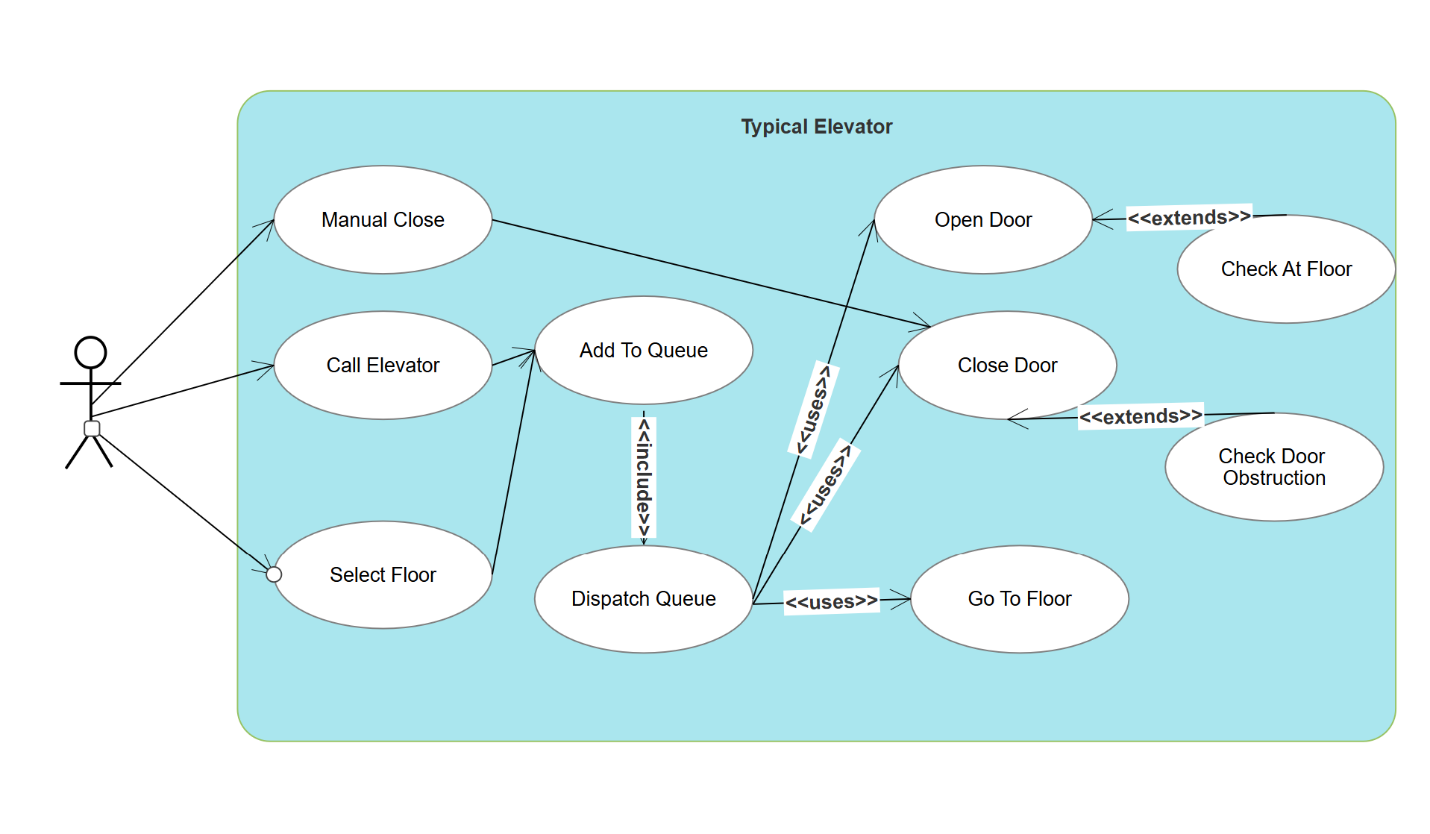 Typical Elevator
Manual Close
Open Door
<<extends>>
Check At Floor
Call Elevator
Add To Queue
Close Door
<<uses>>
<<extends>>
<<include>>
<<uses>>
Check Door
Obstruction
Select Floor
Dispatch Queue
<<uses>>
Go To Floor